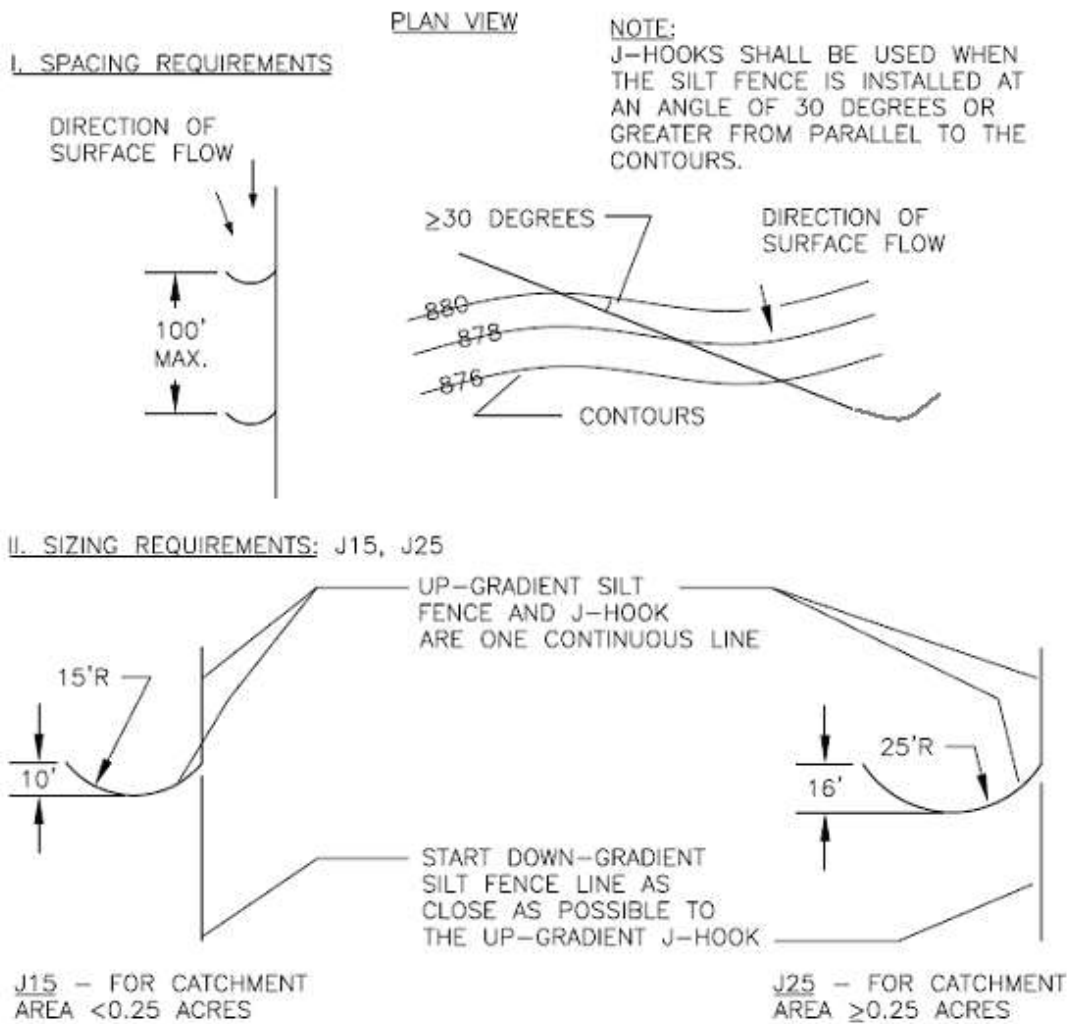 PLAN VIEW
I. SPACING REQUIREMENTS
NOTE:
J-HOOKS SHALL BE USED WHEN
THE SILT FENCE IS INSTALLED AT
AN ANGLE OF 30 DEGREES OR
GREATER FROM PARALLEL TO THE
CONTOURS.
DIRECTION OF
SURFACE FLOW
100'
MAX.
≥30 DEGREES
DIRECTION OF
SURFACE FLOW
880
878
876
CONTOURS
II. SIZING REQUIREMENTS: J15, J25
UP-GRADIENT SILT
FENCE AND J-HOOK
ARE ONE CONTINUOUS LINE
15'R
10'
25'R
16'
START DOWN-GRADIENT
SILT FENCE LINE AS
CLOSE AS POSSIBLE TO
THE UP-GRADIENT J-HOOK
J15 - FOR CATCHMENT
AREA <0.25 ACRES
J25 - FOR CATCHMENT
AREA ≥0.25 ACRES